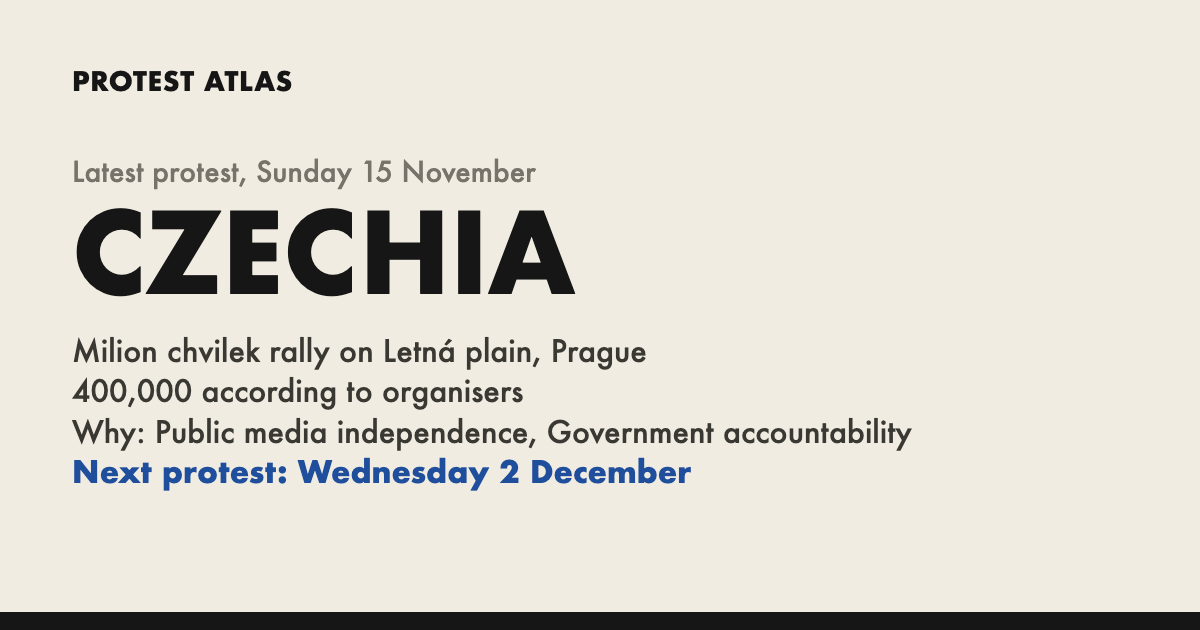 PROTEST ATLAS
Latest protest, Sunday 15 November
CZECHIA
Milion chvilek rally on Letná plain, Prague
400,000 according to organisers
Why: Public media independence, Government accountability
Next protest: Wednesday 2 December